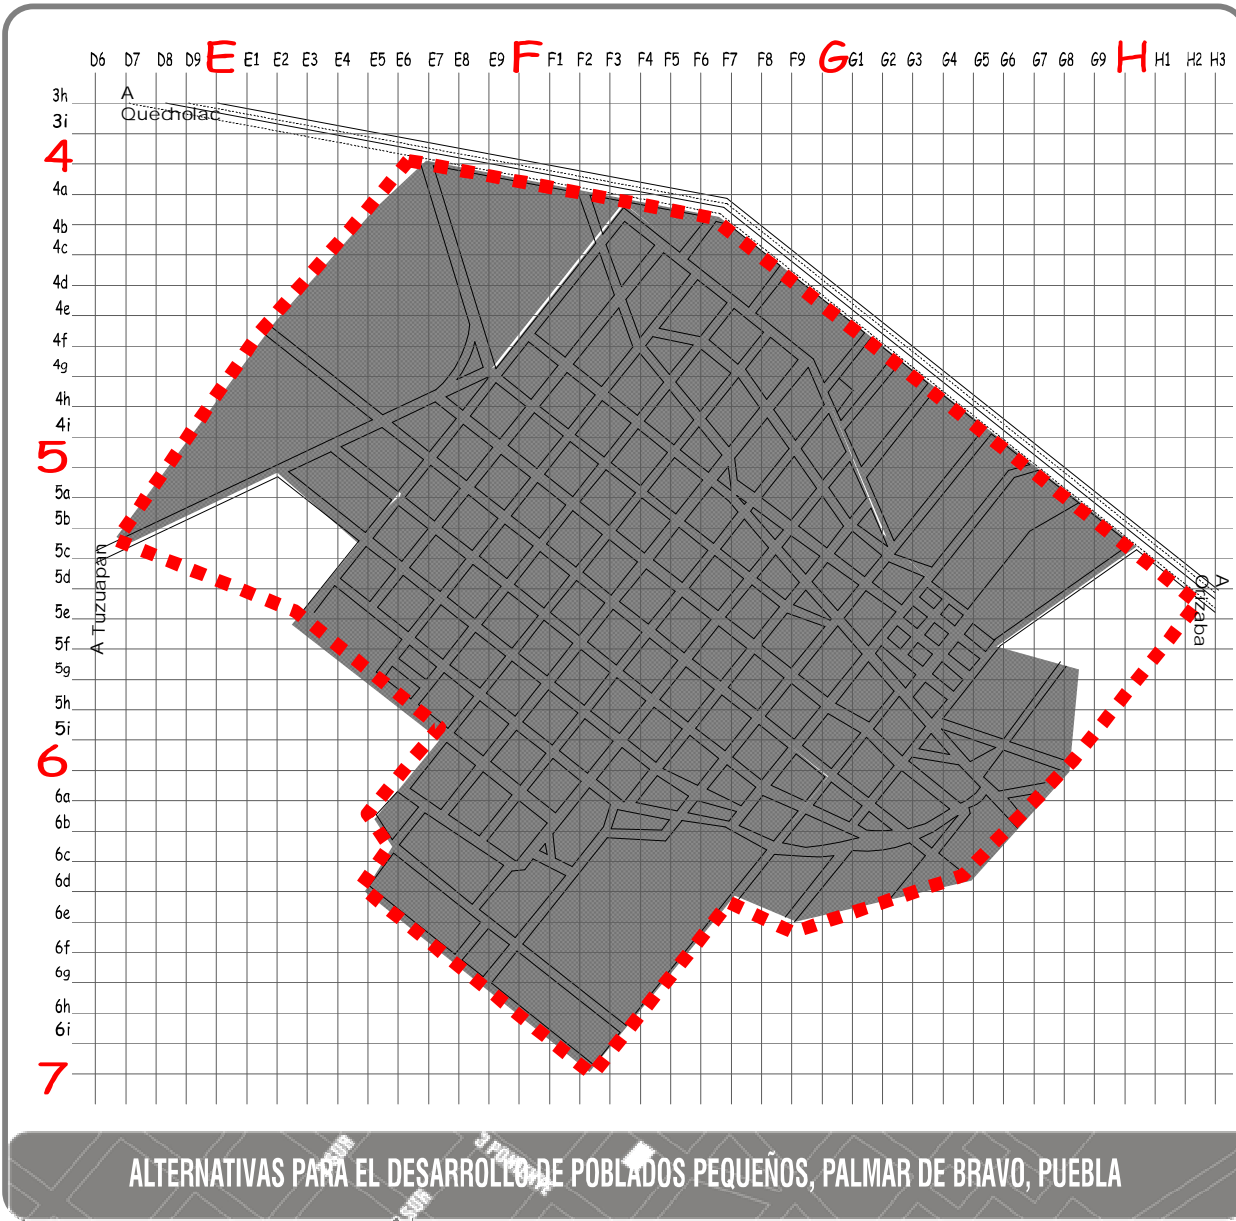 D6 D7 D8 D9 E E1 E2 E3 E4 E5 E6 E7 E8 E9 F F1 F2 F3 F4 F5 F6 F7 F8 F9 G G1 G2 G3 G4 G5 G6 G7 G8 G9 H H1 H2 H3
3h
3i
4
4a
4b
4c
4d
4e
4f
4g
4h
4i
5
5a
5b
5c
5d
5e
5f
5g
5h
5i
6
6a
6b
6c
6d
6e
6f
6g
6h
6i
7
A
Quecholac
A Tuzuapan
A
Orizaba
SUR
3 PONIENTE
SUR
ALTERNATIVAS PARA EL DESARROLLO DE POBLADOS PEQUEÑOS, PALMAR DE BRAVO, PUEBLA